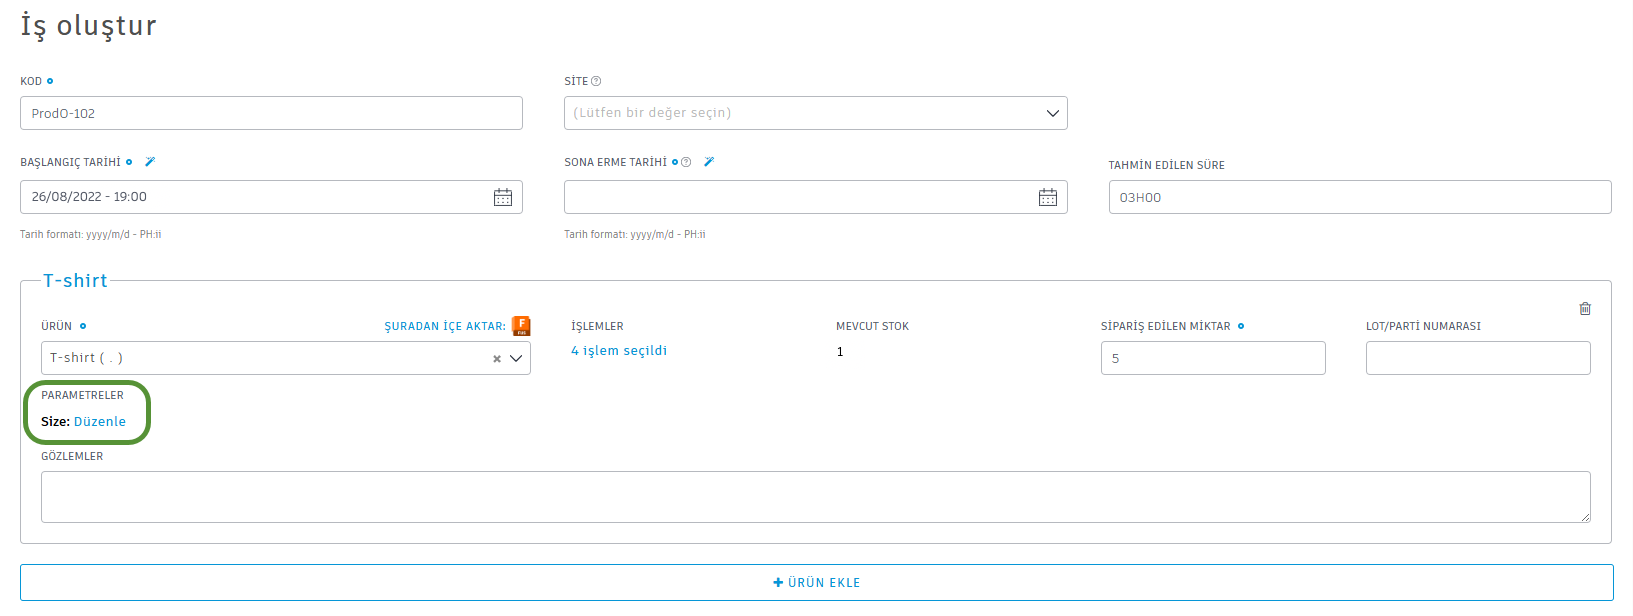 İş oluştur
KOD
SİTE
ProdO-102
(Lütfen bir değer seçin)
BAŞLANGIÇ TARİHİ
SONA ERME TARİHİ
TAHMİN EDİLEN SÜRE
26/08/2022 - 19:00
03H00
Tarih formatı: yyyy/m/d - PH:ii
Tarih formatı: yyyy/m/d - PH:ii
T-shirt
ÜRÜN
ŞURADAN İÇE AKTAR:
F
FUS
İŞLEMLER
MEVCUT STOK
SİPARİŞ EDİLEN MİKTAR
LOT/PARTİ NUMARASI
T-shirt ( . )
4 işlem seçildi
1
5
PARAMETRELER
Size: Düzenle
GÖZLEMLER
+ ÜRÜN EKLE